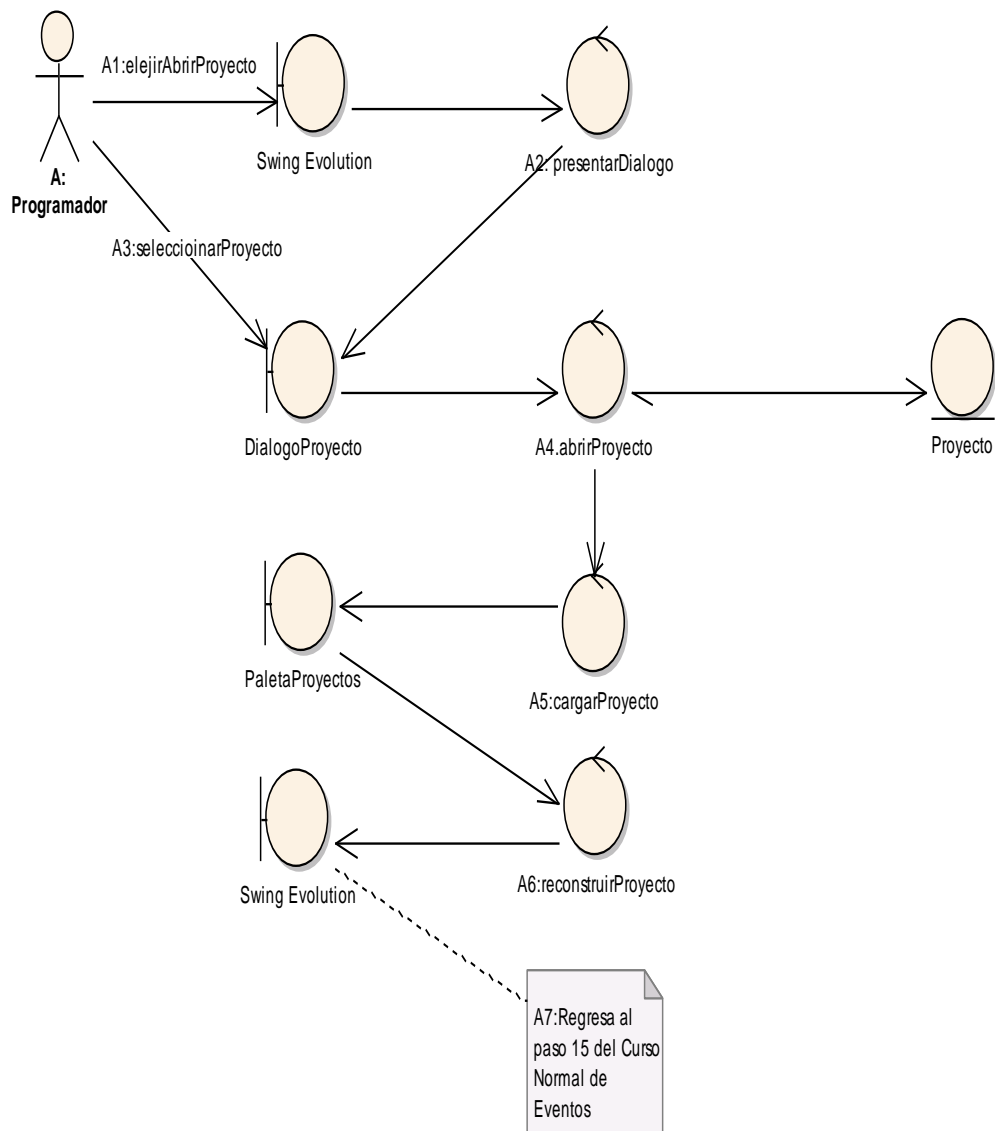 A1:elejirAbrirProyecto
Swing Evolution
A2: presentarDialogo
A:
Programador
A3:seleccioinarProyecto
DialogoProyecto
A4.abrirProyecto
Proyecto
PaletaProyectos
A5:cargarProyecto
Swing Evolution
A6:reconstruirProyecto
A7:Regresa al
paso 15 del Curso
Normal de
Eventos